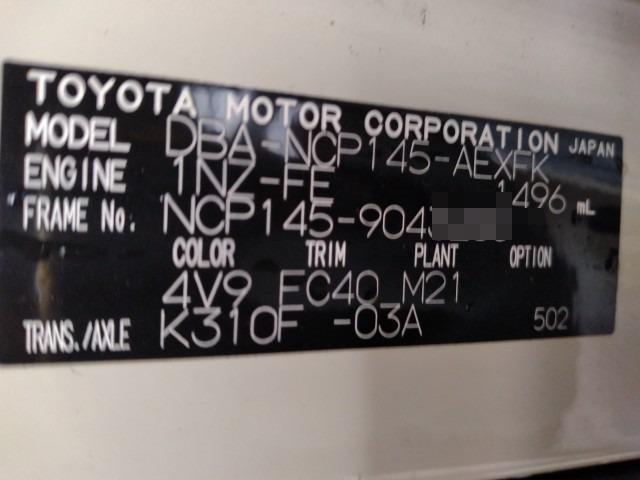 TOYOTA MOTOR CORPORATION JAPAN
MODEL DBA-NCP145-AEXFK
ENGINE 1NZ-FE 1496 mL
FRAME No. NCP145-904
COLOR TRIM PLANT OPTION
4V9 FC40 M21
TRANS./AXLE K310F -03A 502